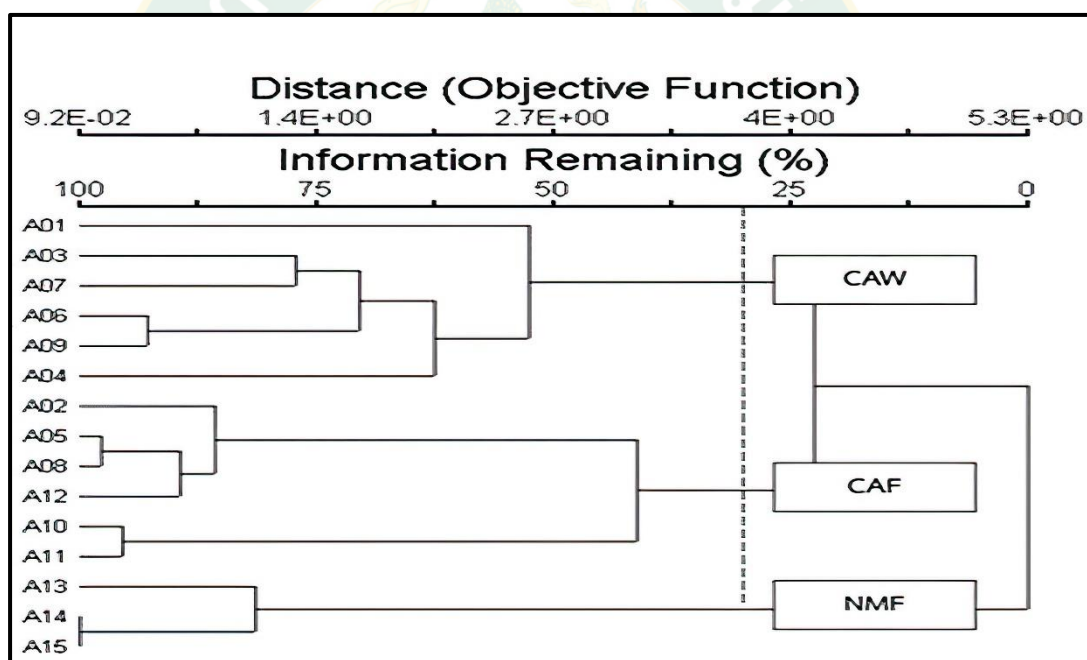 Distance (Objective Function)
9.2E-02 1.4E+00 2.7E+00 4E+00 5.3E+00
Information Remaining (%)
100 75 50 25 0
A01
A03
A07
A06
A09
A04
A02
A05
A08
A12
A10
A11
A13
A14
A15
CAW
CAF
NMF